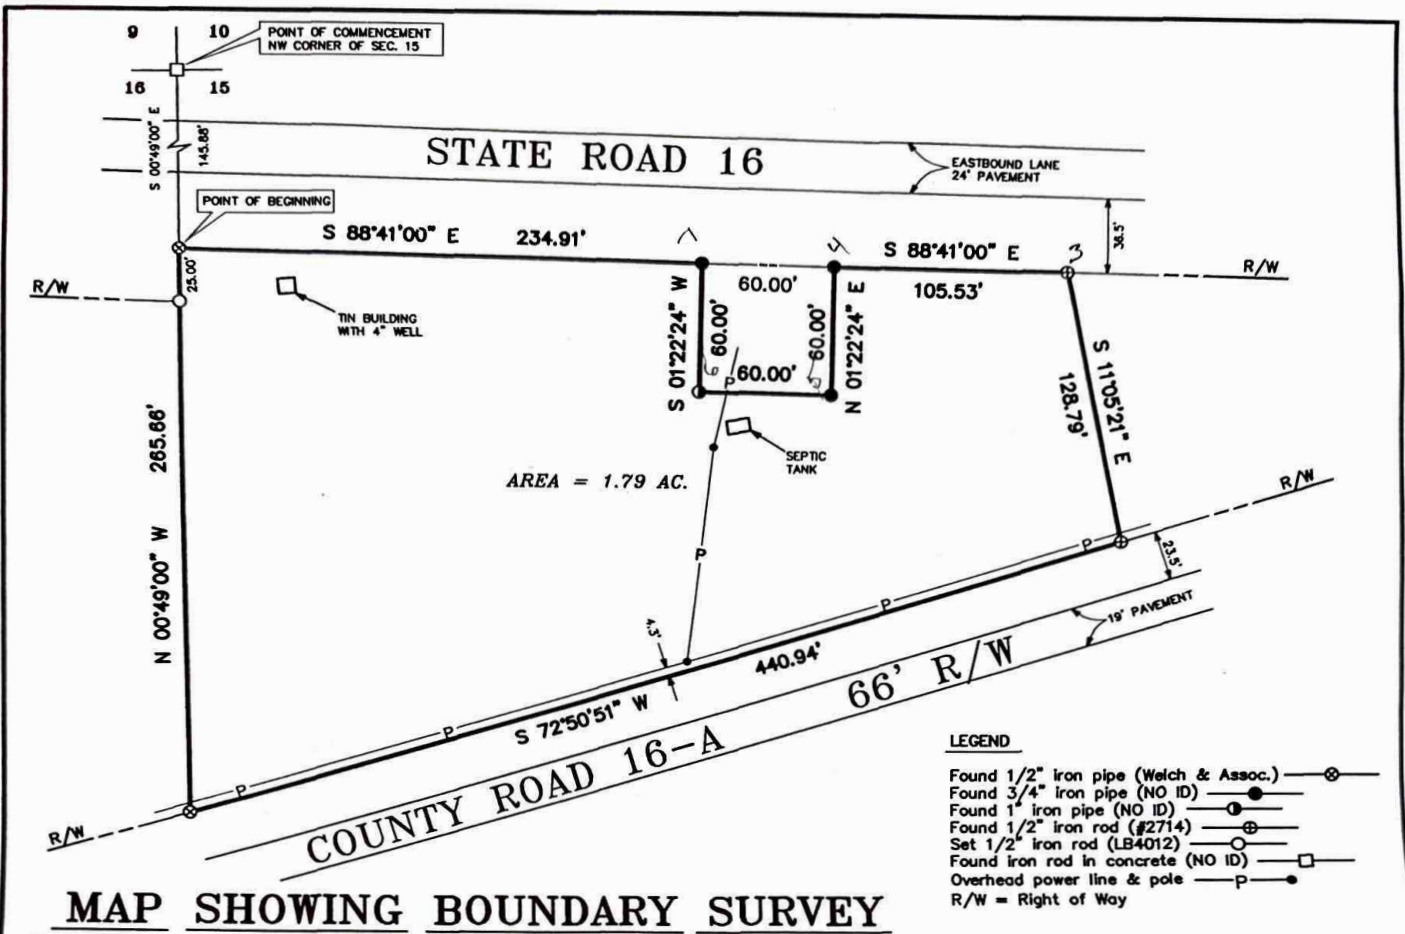 9 10
POINT OF COMMENCEMENT
NW CORNER OF SEC. 15
16 15
S 00°49'00" E
145.88'
STATE ROAD 16
EASTBOUND LANE
24' PAVEMENT
POINT OF BEGINNING
S 88°41'00" E 234.91'
S 88°41'00" E
3
36.5'
R/W
R/W
25.00'
TIN BUILDING
WITH 4" WELL
60.00'
105.53'
S 01°22'24" W
60.00'
60.00'
N 01°22'24" E
P
60.00'
S 11°05'21" E
128.79'
SEPTIC
TANK
265.66'
AREA = 1.79 AC.
R/W
N 00°49'00" W
P
P
23.5'
P
19' PAVEMENT
4.3'
440.94'
66' R/W
P
S 72°50'51" W
P
COUNTY ROAD 16-A
R/W
LEGEND
Found 1/2" iron pipe (Welch & Assoc.)
Found 3/4" iron pipe (NO ID)
Found 1" iron pipe (NO ID)
Found 1/2" iron rod (#2714)
Set 1/2" iron rod (LB4012)
Found iron rod in concrete (NO ID)
Overhead power line & pole P
R/W = Right of Way
MAP SHOWING BOUNDARY SURVEY